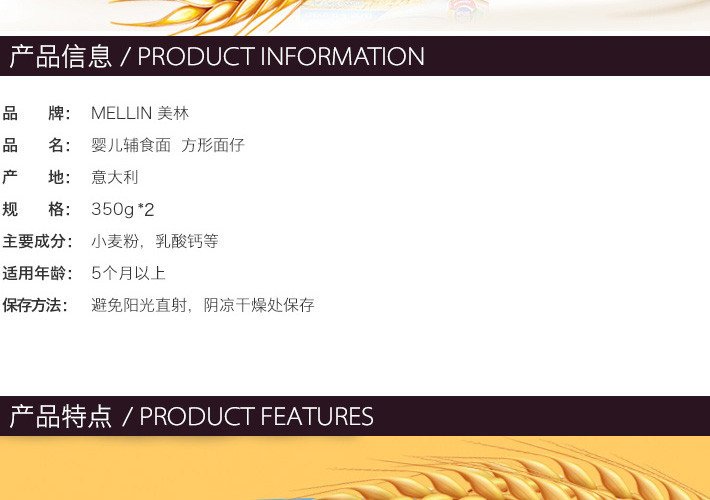 产品信息 / PRODUCT INFORMATION
品 牌： MELLIN 美林
品 名： 婴儿辅食面 方形面仔
产 地： 意大利
规 格： 350g *2
主要成分： 小麦粉，乳酸钙等
适用年龄： 5个月以上
保存方法： 避免阳光直射，阴凉干燥处保存
产品特点 / PRODUCT FEATURES